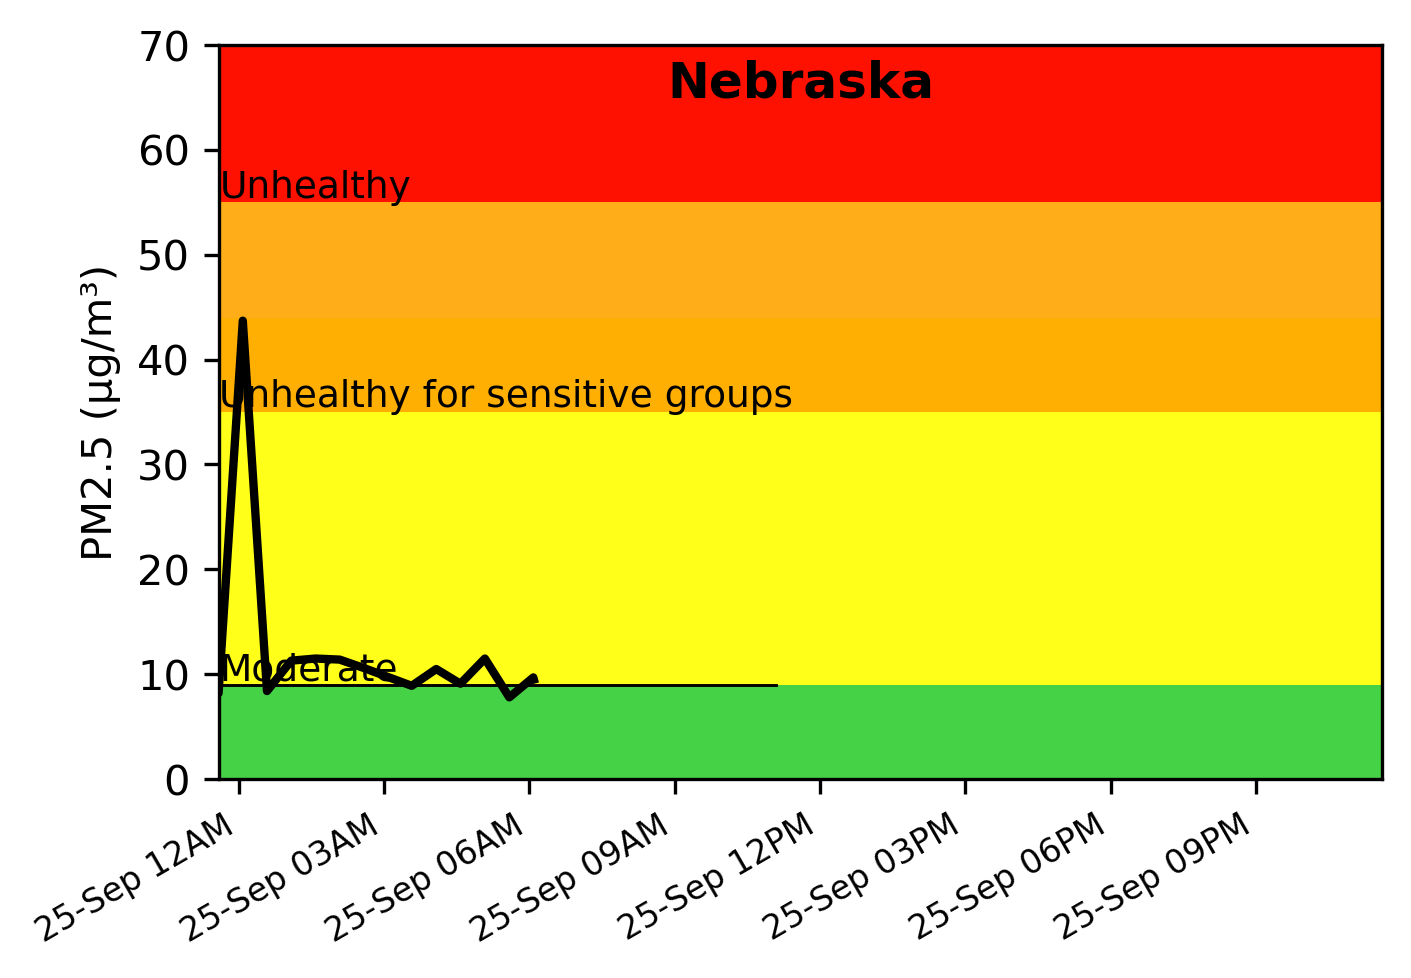 Nebraska
70
60
50
40
30
20
10
0
PM2.5 (µg/m³)
Unhealthy
Unhealthy for sensitive groups
Moderate
25-Sep 12AM
25-Sep 03AM
25-Sep 06AM
25-Sep 09AM
25-Sep 12PM
25-Sep 03PM
25-Sep 06PM
25-Sep 09PM